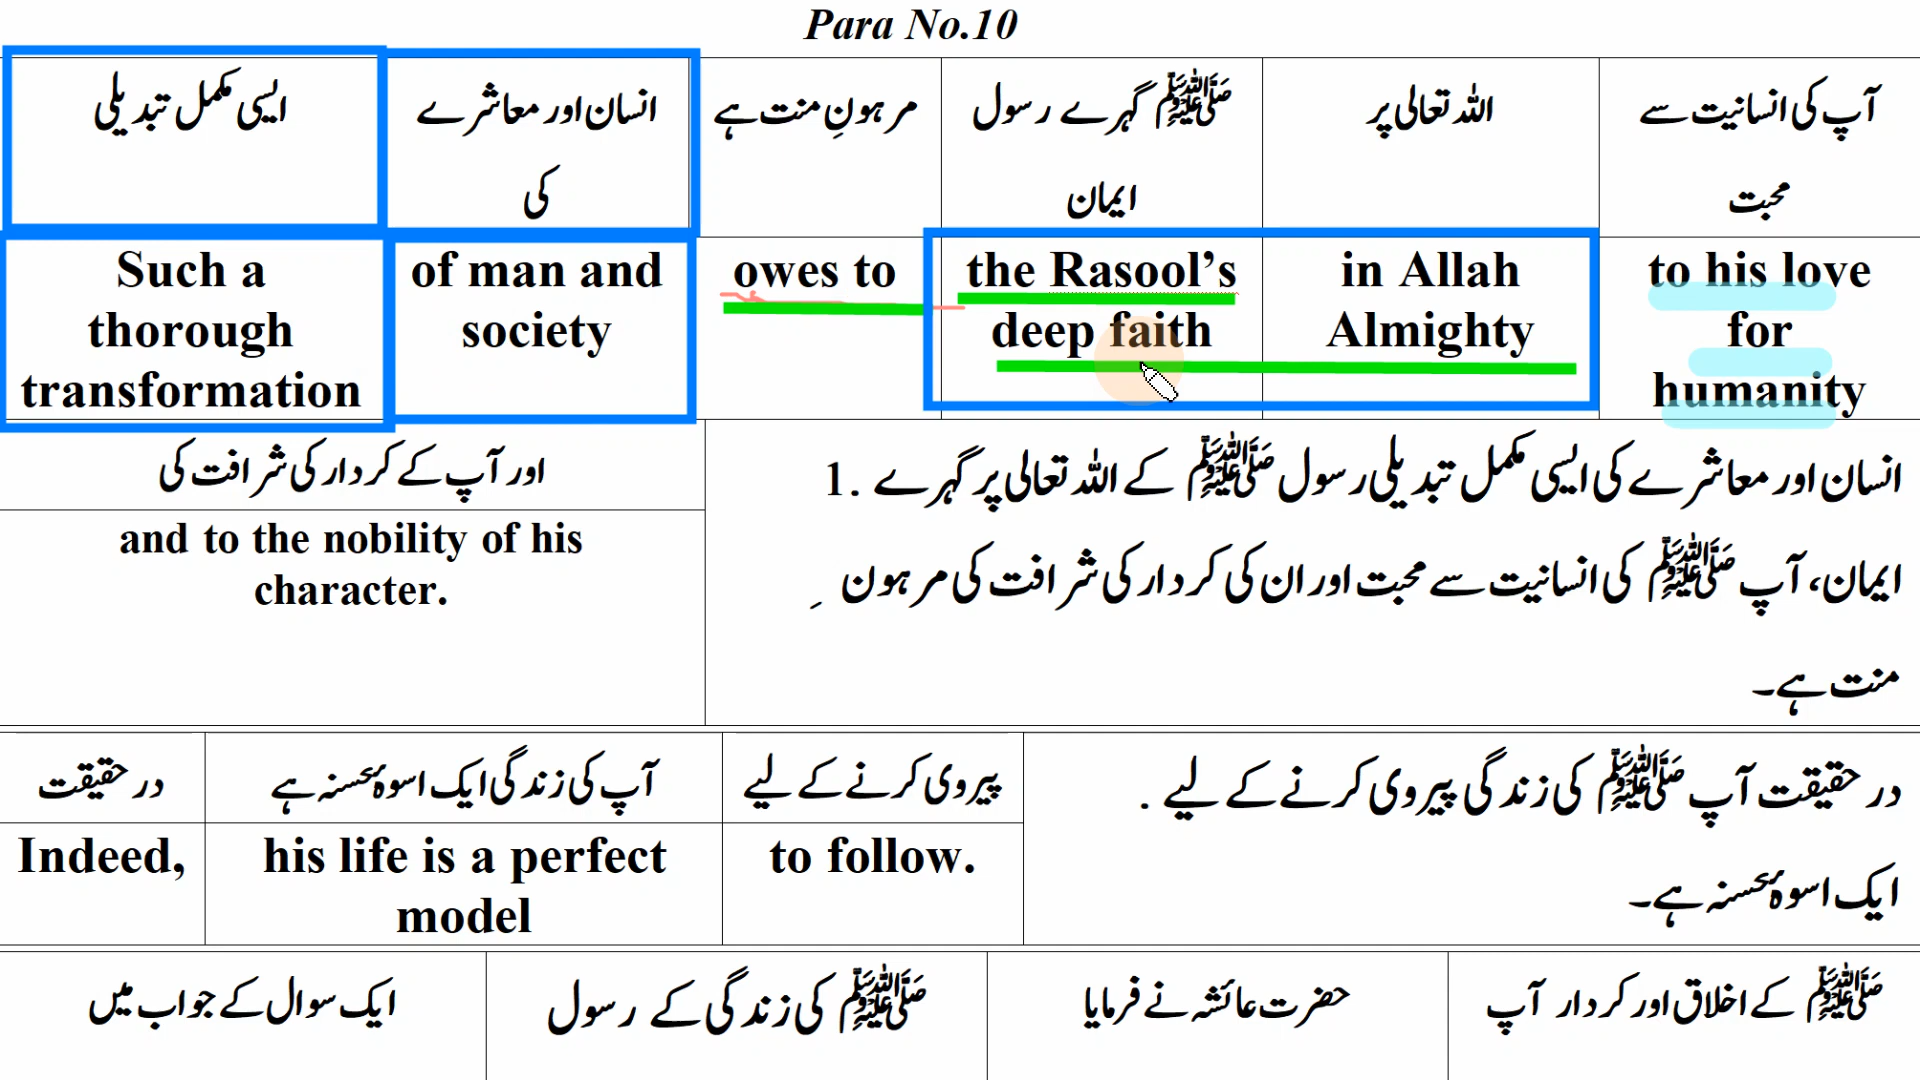 Para No.10
ایسی مکمل تبدیلی
انسان اور معاشرے
کی
مرہونِ منت ہے
ﷺ گہرے رسول
ایمان
اللہ تعالی پر
آپ کی انسانیت سے
محبت
Such a
thorough
transformation
of man and
society
owes to
the Rasool’s
deep faith
in Allah
Almighty
to his love
for
humanity
اور آپ کے کردار کی شرافت کی
and to the nobility of his
character.
انسان اور معاشرے کی ایسی مکمل تبدیلی رسول ﷺ کے اللہ تعالی پر گہرے .1
ایمان، آپ ﷺ کی انسانیت سے محبت اور ان کی کردار کی شرافت کی مرہون ِ
منت ہے۔
در حقیقت
آپ کی زندگی ایک اسوۂ حسنہ ہے
پیروی کرنے کے لیے
Indeed,
his life is a perfect
model
to follow.
در حقیقت آپ ﷺ کی زندگی پیروی کرنے کے لیے .
ایک اسوۂ حسنہ ہے۔
ایک سوال کے جواب میں
ﷺ کی زندگی کے رسول
حضرت عائشہ نے فرمایا
ﷺ کے اخلاق اور کردار آپ